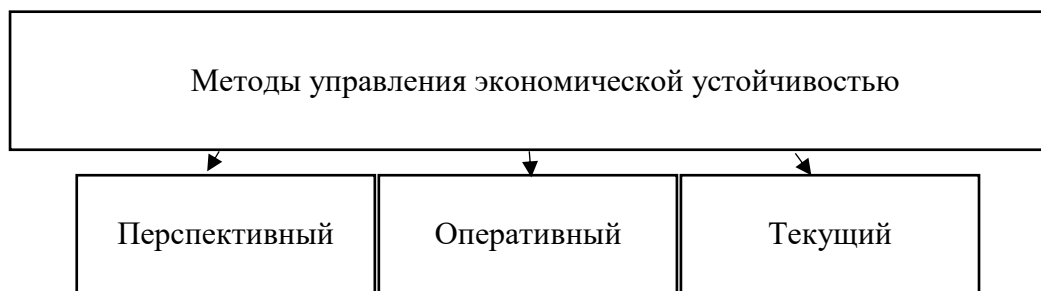 Методы управления экономической устойчивостью
Перспективный
Оперативный
Текущий